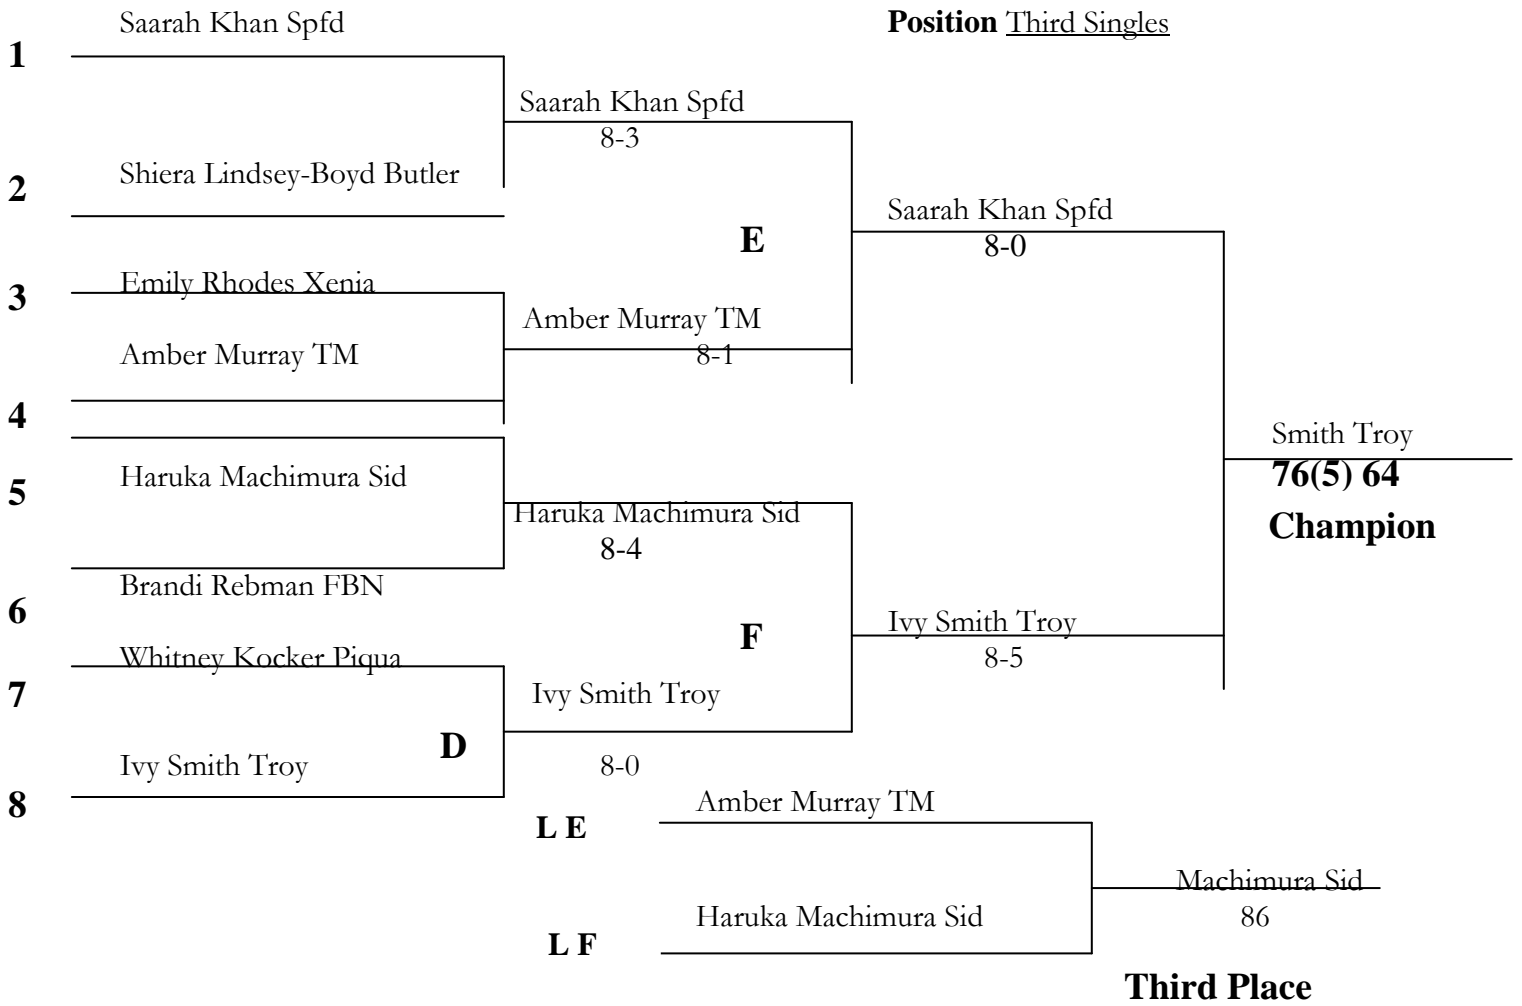 Saarah Khan Spfd
Position Third Singles
1
Saarah Khan Spfd
8-3
Shiera Lindsey-Boyd Butler
2
Saarah Khan Spfd
E
8-0
Emily Rhodes Xenia
3
Amber Murray TM
Amber Murray TM
8-1
4
Smith Troy
Haruka Machimura Sid
76(5) 64
5
Haruka Machimura Sid
Champion
8-4
Brandi Rebman FBN
6
Ivy Smith Troy
F
Whitney Kocker Piqua
8-5
7
Ivy Smith Troy
D
Ivy Smith Troy
8-0
8
Amber Murray TM
L E
Machimura Sid
Haruka Machimura Sid
86
L F
Third Place